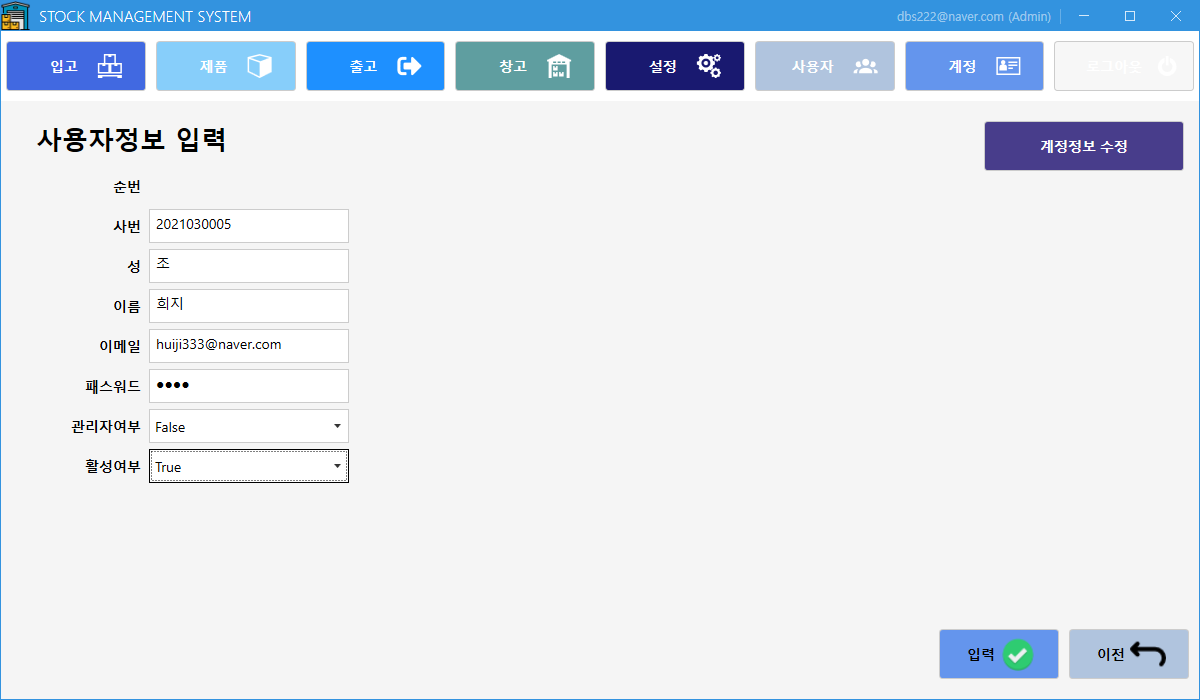 STOCK MANAGEMENT SYSTEM
dbs222@naver.com (Admin)
입고
제품
출고
창고
설정
사용자
계정
로그아웃
사용자정보 입력
계정정보 수정
순번
사번 2021030005
성 조
이름 희지
이메일 huiji333@naver.com
패스워드 ●●●●
관리자여부 False
활성여부 True
입력
이전